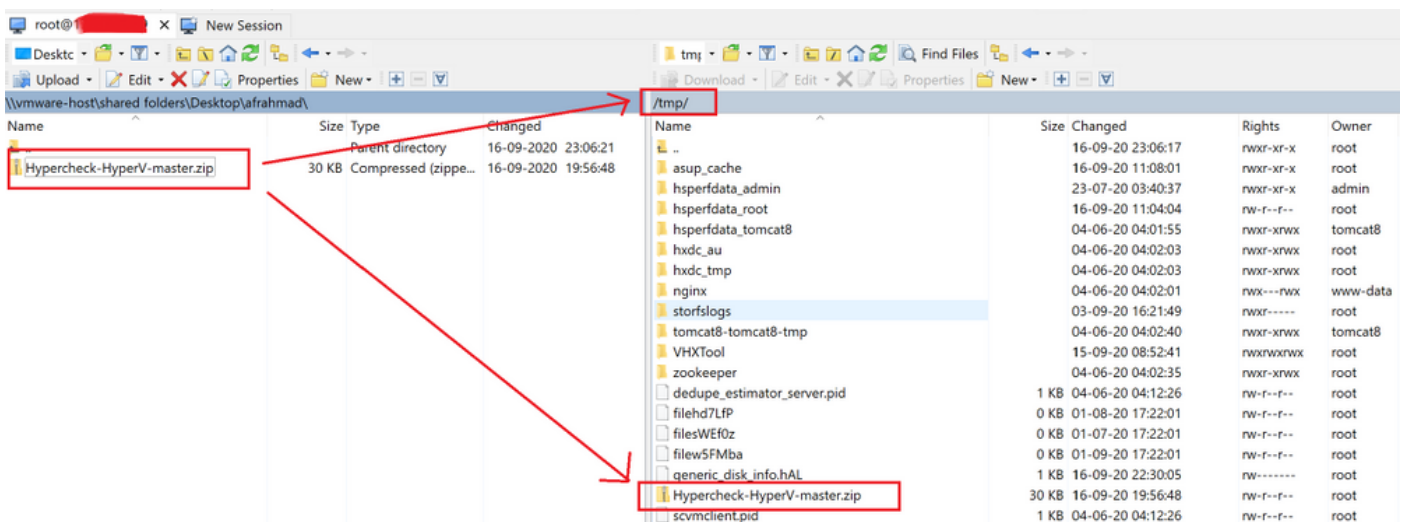 root@1 X New Session
Desktc
tmp Find Files
Upload Edit Properties New
Download Edit Properties New
\\vmware-host\shared folders\Desktop\afrahmad\
/tmp/
Name Size Type Changed
.. Parent directory 16-09-2020 23:06:21
Hypercheck-HyperV-master.zip 30 KB Compressed (zippe... 16-09-2020 19:56:48
Name Size Changed Rights Owner
.. 16-09-20 23:06:17 rwxr-xr-x root
asup_cache 16-09-20 11:08:01 rwxr-xr-x root
hsperfdata_admin 23-07-20 03:40:37 rwxr-xr-x admin
hsperfdata_root 16-09-20 11:04:04 rw-r--r-- root
hsperfdata_tomcat8 04-06-20 04:01:55 rwxr-xrwx tomcat8
hxdc_au 04-06-20 04:02:03 rwxr-xrwx root
hxdc_tmp 04-06-20 04:02:03 rwxr-xrwx root
nginx 04-06-20 04:02:01 rwx---rwx www-data
storfslogs 03-09-20 16:21:49 rwxr----- root
tomcat8-tomcat8-tmp 04-06-20 04:02:40 rwxr-xrwx tomcat8
VHXTool 15-09-20 08:52:41 rwxrwxrwx root
zookeeper 04-06-20 04:02:35 rwxr-xrwx root
dedupe_estimator_server.pid 1 KB 04-06-20 04:12:26 rw-r--r-- root
filehd7LfP 0 KB 01-08-20 17:22:01 rw-r--r-- root
filesWEf0z 0 KB 01-07-20 17:22:01 rw-r--r-- root
filew5FMba 0 KB 01-09-20 17:22:01 rw-r--r-- root
generic_disk_info.hAL 1 KB 16-09-20 22:30:05 rw------- root
Hypercheck-HyperV-master.zip 30 KB 16-09-20 19:56:48 rw-r--r-- root
scvmclient.pid 1 KB 04-06-20 04:12:26 rw-r--r-- root